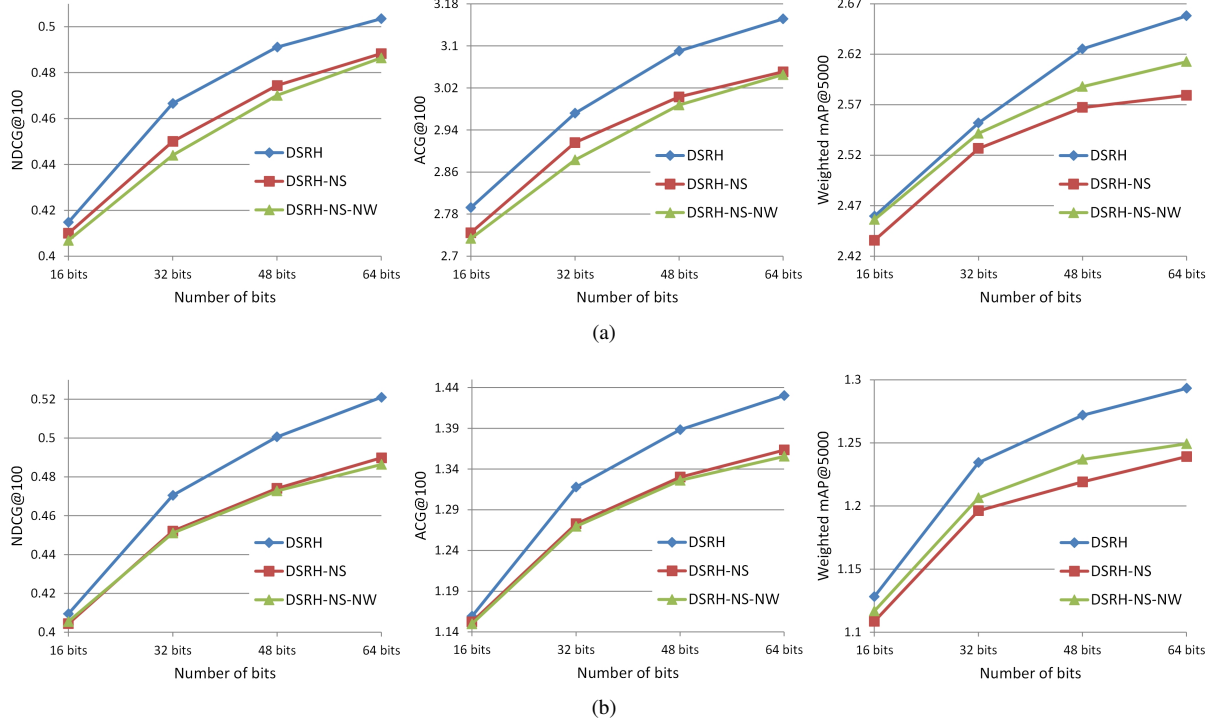 NDCG@100
0.5
0.48
0.46
0.44
0.42
0.4
16 bits 32 bits 48 bits 64 bits
Number of bits
DSRH
DSRH-NS
DSRH-NS-NW
ACG@100
3.18
3.1
3.02
2.94
2.86
2.78
2.7
16 bits 32 bits 48 bits 64 bits
Number of bits
DSRH
DSRH-NS
DSRH-NS-NW
Weighted mAP@5000
2.67
2.62
2.57
2.52
2.47
2.42
16 bits 32 bits 48 bits 64 bits
Number of bits
DSRH
DSRH-NS
DSRH-NS-NW
(a)
NDCG@100
0.52
0.5
0.48
0.46
0.44
0.42
0.4
16 bits 32 bits 48 bits 64 bits
Number of bits
DSRH
DSRH-NS
DSRH-NS-NW
ACG@100
1.44
1.39
1.34
1.29
1.24
1.19
1.14
16 bits 32 bits 48 bits 64 bits
Number of bits
DSRH
DSRH-NS
DSRH-NS-NW
Weighted mAP@5000
1.3
1.25
1.2
1.15
1.1
16 bits 32 bits 48 bits 64 bits
Number of bits
DSRH
DSRH-NS
DSRH-NS-NW
(b)